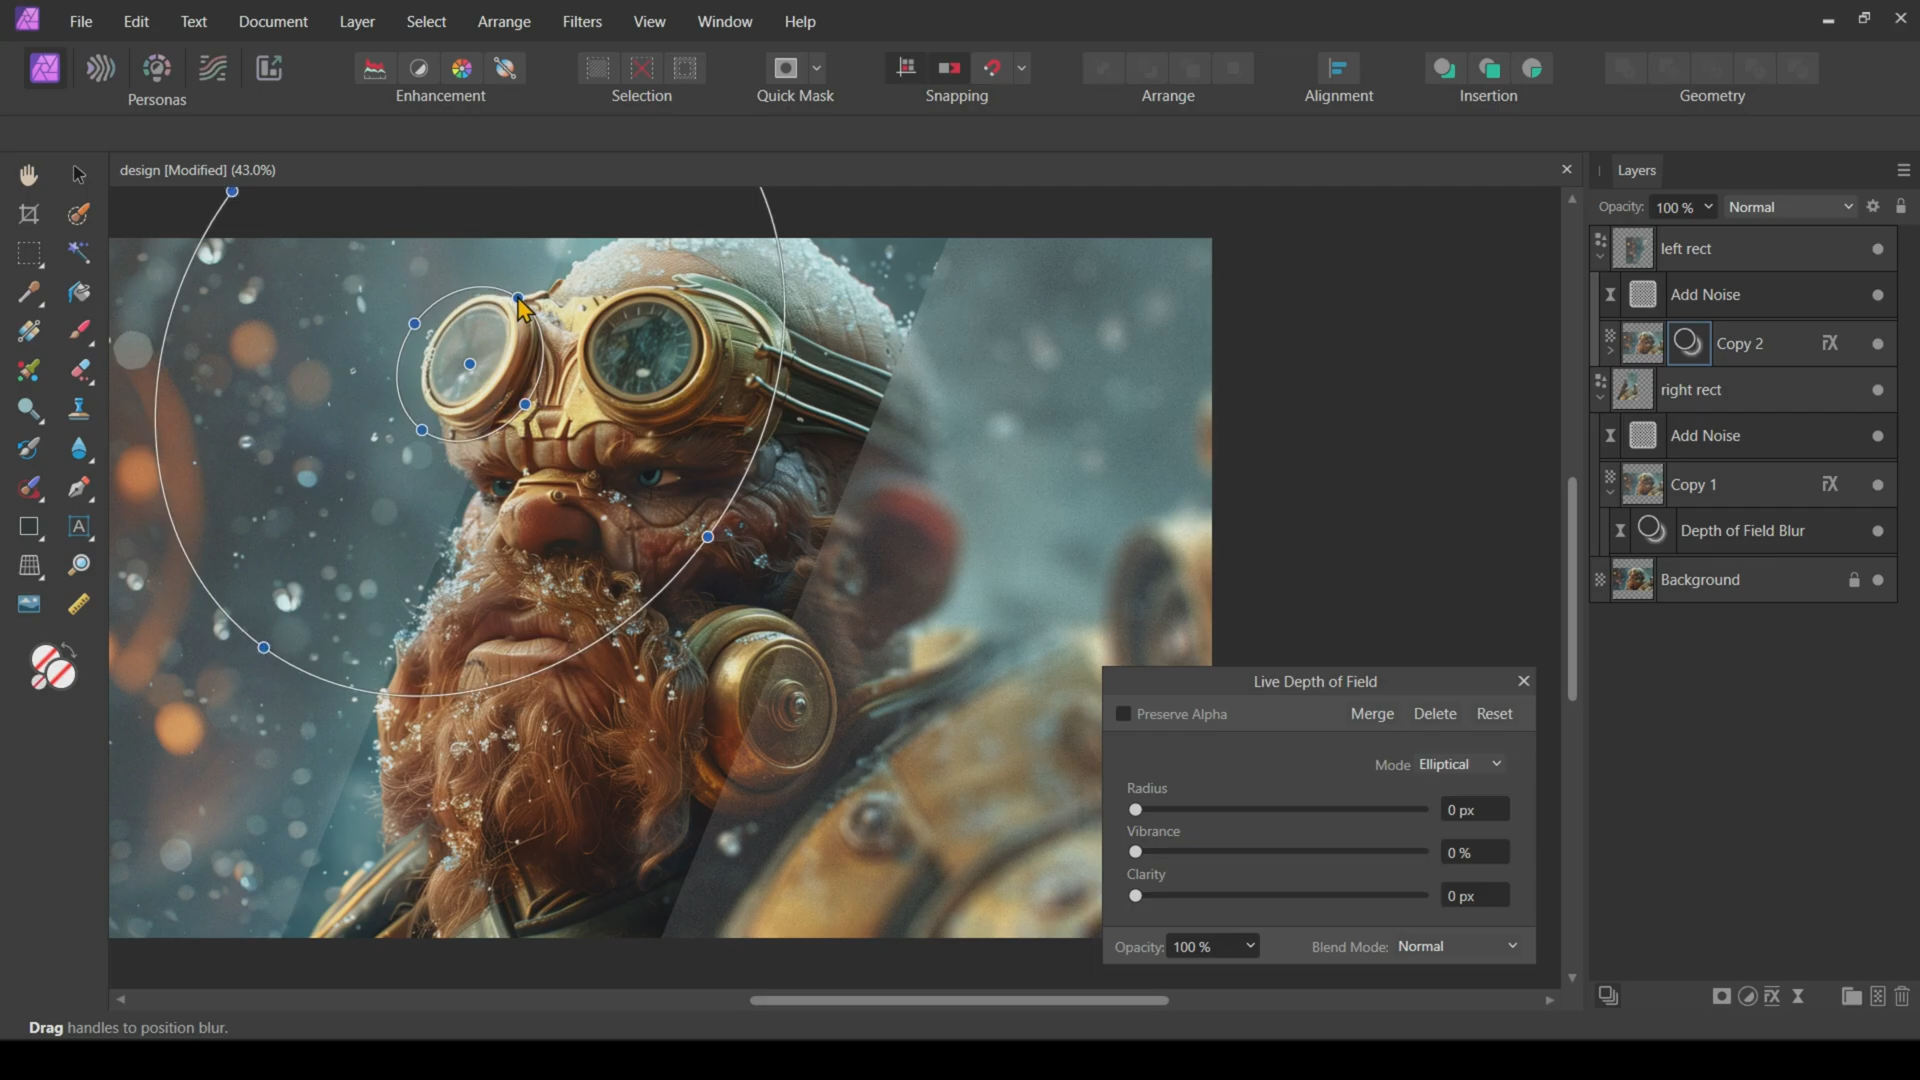 File Edit Text Document Layer Select Arrange Filters View Window Help
Personas
Enhancement
Selection
Quick Mask
Snapping
Arrange
Alignment
Insertion
Geometry
design [Modified] (43.0%)
Layers
Opacity: 100 % Normal
left rect
Add Noise
Copy 2
right rect
Add Noise
Copy 1
Depth of Field Blur
Background
Live Depth of Field
Preserve Alpha Merge Delete Reset
Mode Elliptical
Radius
0 px
Vibrance
0 %
Clarity
0 px
Opacity: 100 % Blend Mode: Normal
Drag handles to position blur.